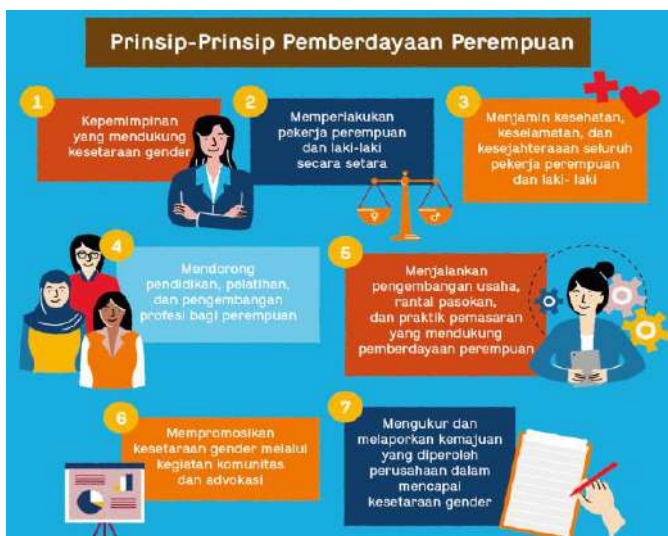 Prinsip-Prinsip Pemberdayaan Perempuan
1
Kepemimpinan
yang mendukung
kesetaraan gender
2
Memperlakukan
pekerja perempuan
dan laki-laki
secara setara
3
Menjamin kesehatan,
keselamatan, dan
kesejahteraaan seluruh
pekerja perempuan
dan laki- laki
4
Mendorong
pendidikan, pelatihan,
dan pengembangan
profesi bagi perempuan
5
Menjalankan
pengembangan usaha,
rantai pasokan,
dan praktik pemasaran
yang mendukung
pemberdayaan perempuan
6
Mempromosikan
kesetaraan gender melalui
kegiatan komunitas
dan advokasi
7
Mengukur dan
melaporkan kemajuan
yang diperoleh
perusahaan dalam
mencapai
kesetaraan gender